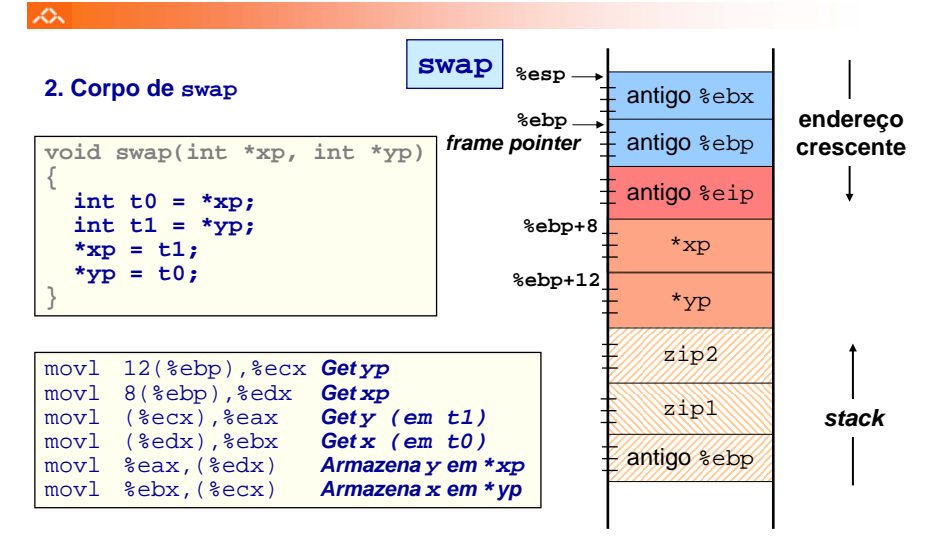 swap
2. Corpo de swap
void swap(int *xp, int *yp)
{
int t0 = *xp;
int t1 = *yp;
*xp = t1;
*yp = t0;
}
movl 12(%ebp),%ecx Get yp
movl 8(%ebp),%edx Get xp
movl (%ecx),%eax Get y (em t1)
movl (%edx),%ebx Get x (em t0)
movl %eax,(%edx) Armazena y em *xp
movl %ebx,(%ecx) Armazena x em *yp
%esp
%ebp
frame pointer
%ebp+8
%ebp+12
antigo %ebx
antigo %ebp
antigo %eip
*xp
*yp
zip2
zip1
antigo %ebp
endereço
crescente
stack